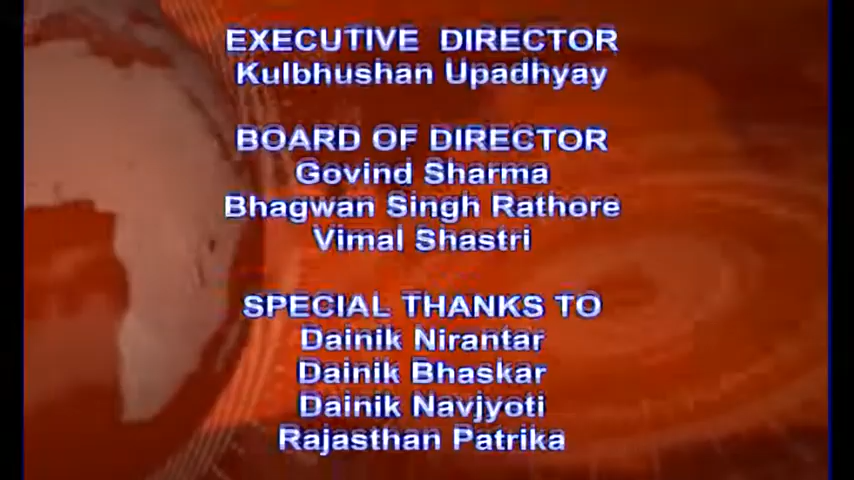 EXECUTIVE DIRECTOR
Kulbhushan Upadhyay
BOARD OF DIRECTOR
Govind Sharma
Bhagwan Singh Rathore
Vimal Shastri
SPECIAL THANKS TO
Dainik Nirantar
Dainik Bhaskar
Dainik Navjyoti
Rajasthan Patrika